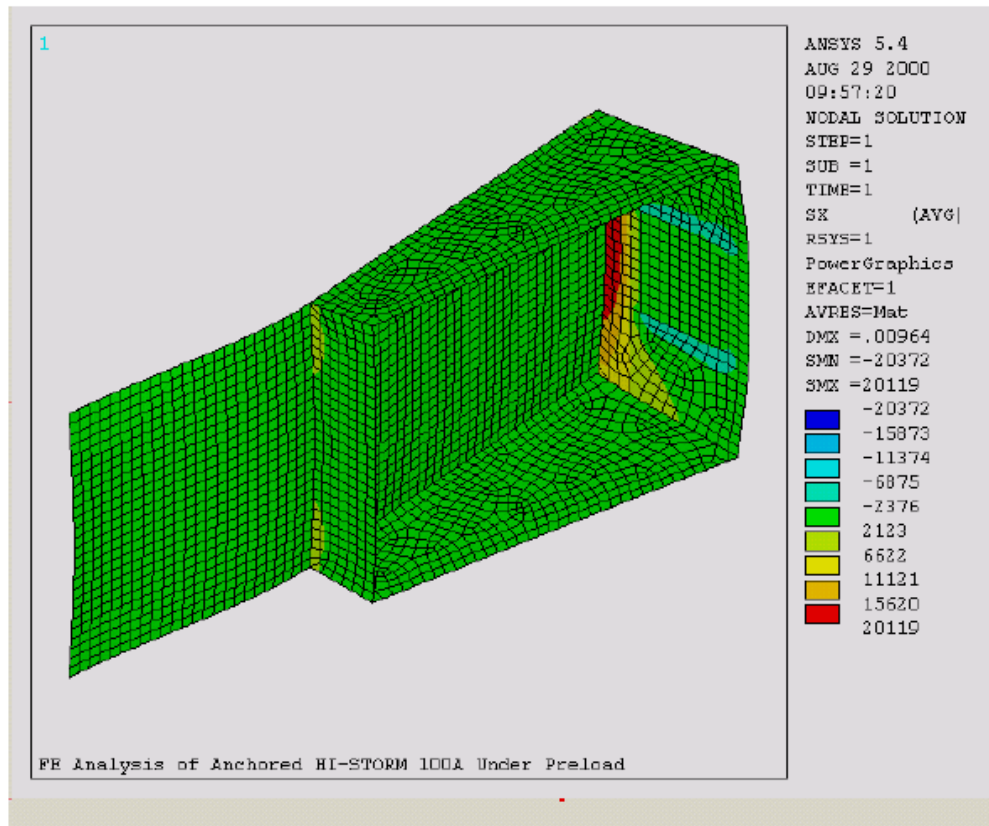 1
ANSYS 5.4
AUG 29 2000
09:57:20
NODAL SOLUTION
STEP=1
SUB =1
TIME=1
SX (AVG|
RSYS=1
PowerGraphics
EFACET=1
AVRES=Mat
DMX =.00964
SMN =-20372
SMX =20119
-20372
-15873
-11374
-6875
-2376
2123
6622
11121
15620
20119
FE Analysis of Anchored HI-STORM 100A Under Preload